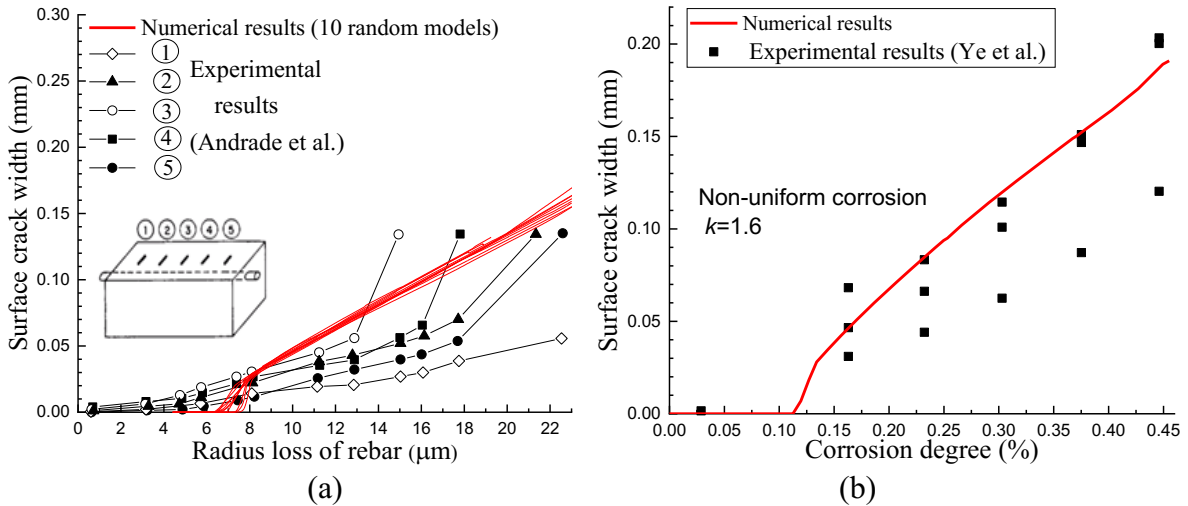 Numerical results (10 random models)
①
② Experimental
③ results
④ (Andrade et al.)
⑤
① ② ③ ④ ⑤
0.30
0.25
0.20
0.15
0.10
0.05
0.00
Surface crack width (mm)
0 2 4 6 8 10 12 14 16 18 20 22
Radius loss of rebar (μm)
(a)
Numerical results
Experimental results (Ye et al.)
Non-uniform corrosion
k=1.6
0.20
0.15
0.10
0.05
0.00
Surface crack width (mm)
0.00 0.05 0.10 0.15 0.20 0.25 0.30 0.35 0.40 0.45
Corrosion degree (%)
(b)